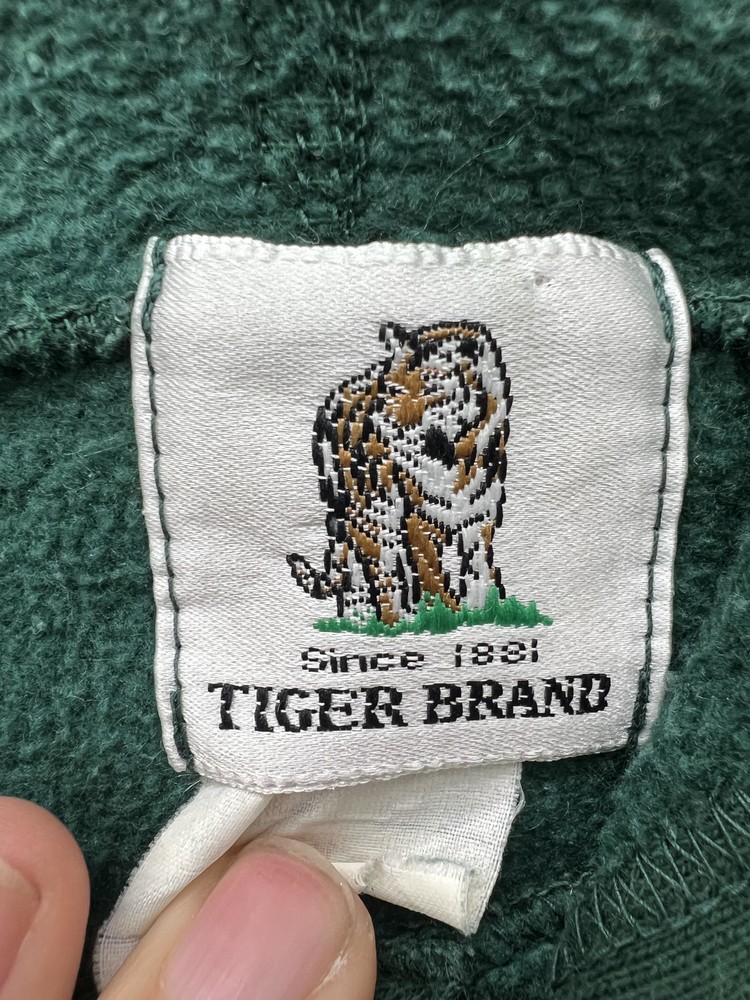 Since 1881
TIGER BRAND